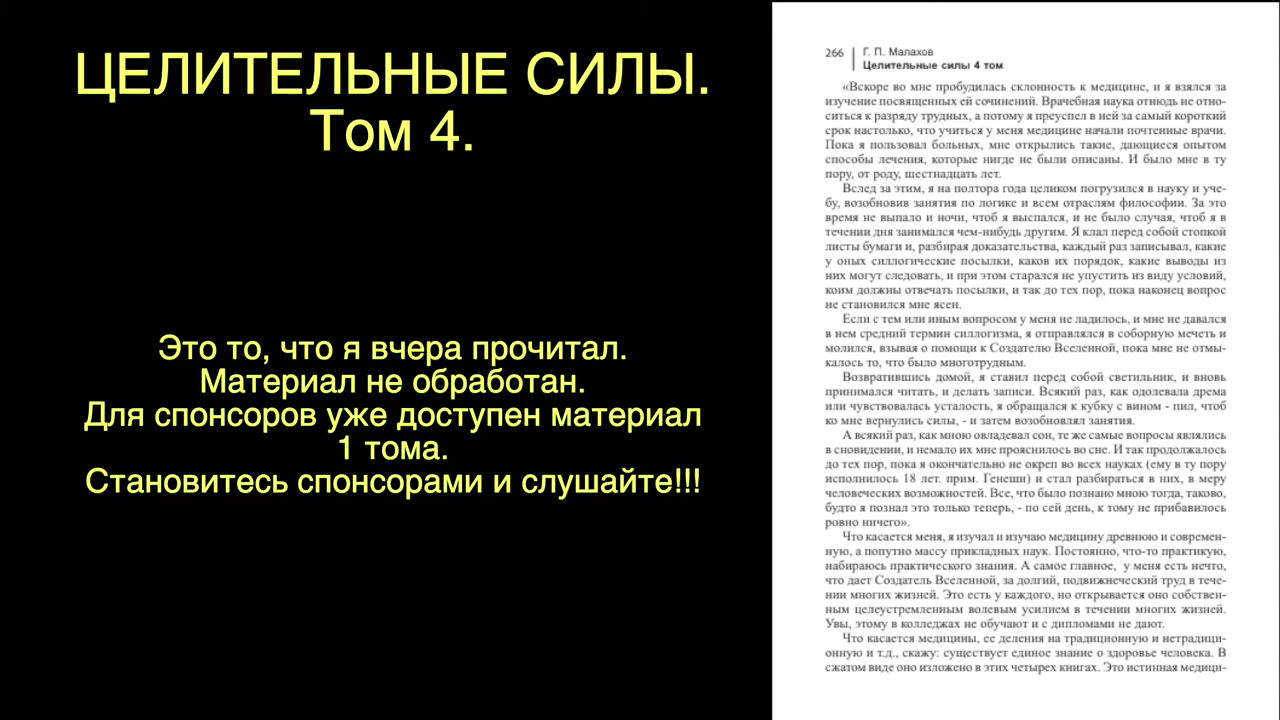 ЦЕЛИТЕЛЬНЫЕ СИЛЫ.
Том 4.
Это то, что я вчера прочитал.
Материал не обработан.
Для спонсоров уже доступен материал
1 тома.
Становитесь спонсорами и слушайте!!!
266
Г. П. Малахов
Целительные силы 4 том
«Вскоре во мне пробудилась склонность к медицине, и я взялся за
изучение посвященных ей сочинений. Врачебная наука отнюдь не отно-
ситься к разряду трудных, а потому я преуспел в ней за самый короткий
срок настолько, что учиться у меня медицине начали почтенные врачи.
Пока я пользовал больных, мне открылись такие, дающиеся опытом
способы лечения, которые нигде не были описаны. И было мне в ту
пору, от роду, шестнадцать лет.
Вслед за этим, я на полтора года целиком погрузился в науку и уче-
бу, возобновив занятия по логике и всем отраслям философии. За это
время не выпало и ночи, чтоб я выспался, и не было случая, чтоб я в
течении дня занимался чем-нибудь другим. Я клал перед собой стопкой
листы бумаги и, разбирая доказательства, каждый раз записывал, какие
у оных силлогические посылки, каков их порядок, какие выводы из
них могут следовать, и при этом старался не упустить из виду условий,
коим должны отвечать посылки, и так до тех пор, пока наконец вопрос
не становился мне ясен.
Если с тем или иным вопросом у меня не ладилось, и мне не давался
в нем средний термин силлогизма, я отправлялся в соборную мечеть и
молился, взывая о помощи к Создателю Вселенной, пока мне не отмы-
калось то, что было многотрудным.
Возвратившись домой, я ставил перед собой светильник, и вновь
принимался читать, и делать записи. Всякий раз, как одолевала дрема
или чувствовалась усталость, я обращался к кубку с вином - пил, чтоб
ко мне вернулись силы, - и затем возобновлял занятия.
А всякий раз, как мною овладевал сон, те же самые вопросы являлись
в сновидении, и немало их мне прояснилось во сне. И так продолжалось
до тех пор, пока я окончательно не окреп во всех науках (ему в ту пору
исполнилось 18 лет. прим. Генеши) и стал разбираться в них, в меру
человеческих возможностей. Все, что было познано мною тогда, таково,
будто я познал это только теперь, - по сей день, к тому не прибавилось
ровно ничего».
Что касается меня, я изучал и изучаю медицину древнюю и современ-
ную, а попутно массу прикладных наук. Постоянно, что-то практикую,
набираюсь практического знания. А самое главное, у меня есть нечто,
что дает Создатель Вселенной, за долгий, подвижнеческий труд в тече-
нии многих жизней. Это есть у каждого, но открывается оно собствен-
ным целеустремленным волевым усилием в течении многих жизней.
Увы, этому в колледжах не обучают и с дипломами не дают.
Что касается медицины, ее деления на традиционную и нетрадици-
онную и т.д., скажу: существует единое знание о здоровье человека. В
сжатом виде оно изложено в этих четырех книгах. Это истинная медици-